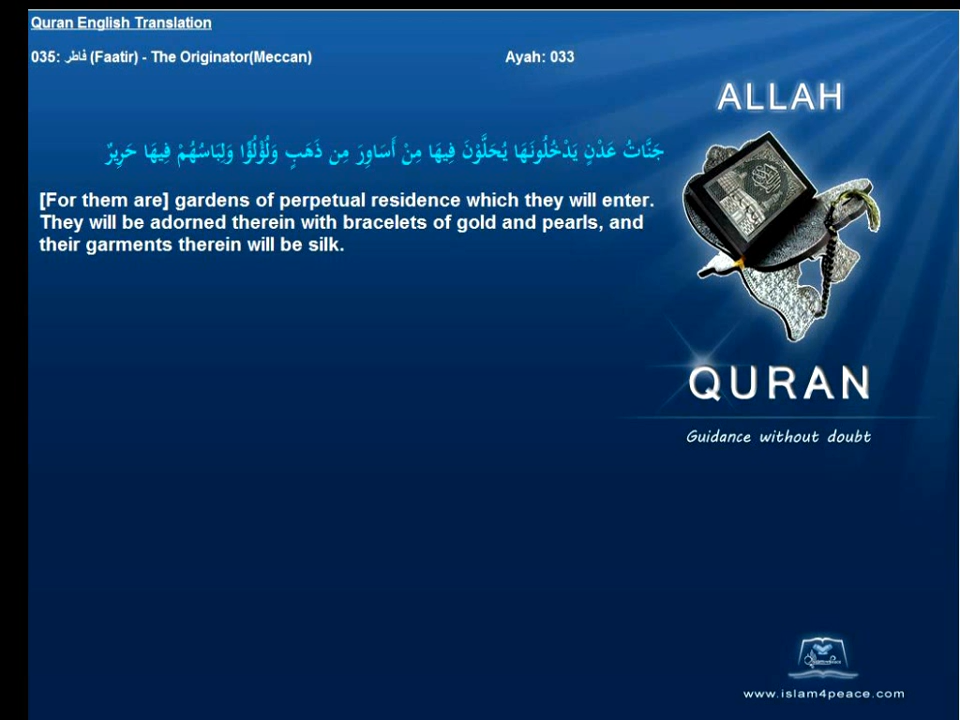 Quran English Translation
035: فاطر (Faatir) - The Originator(Meccan) Ayah: 033
ALLAH
جَنَّاتُ عَدْنٍ يَدْخُلُونَهَا يُحَلَّوْنَ فِيهَا مِنْ أَسَاوِرَ مِن ذَهَبٍ وَلُؤْلُؤًا وَلِبَاسُهُمْ فِيهَا حَرِيرٌ
[For them are] gardens of perpetual residence which they will enter.
They will be adorned therein with bracelets of gold and pearls, and
their garments therein will be silk.
QURAN
Guidance without doubt
www.islam4peace.com